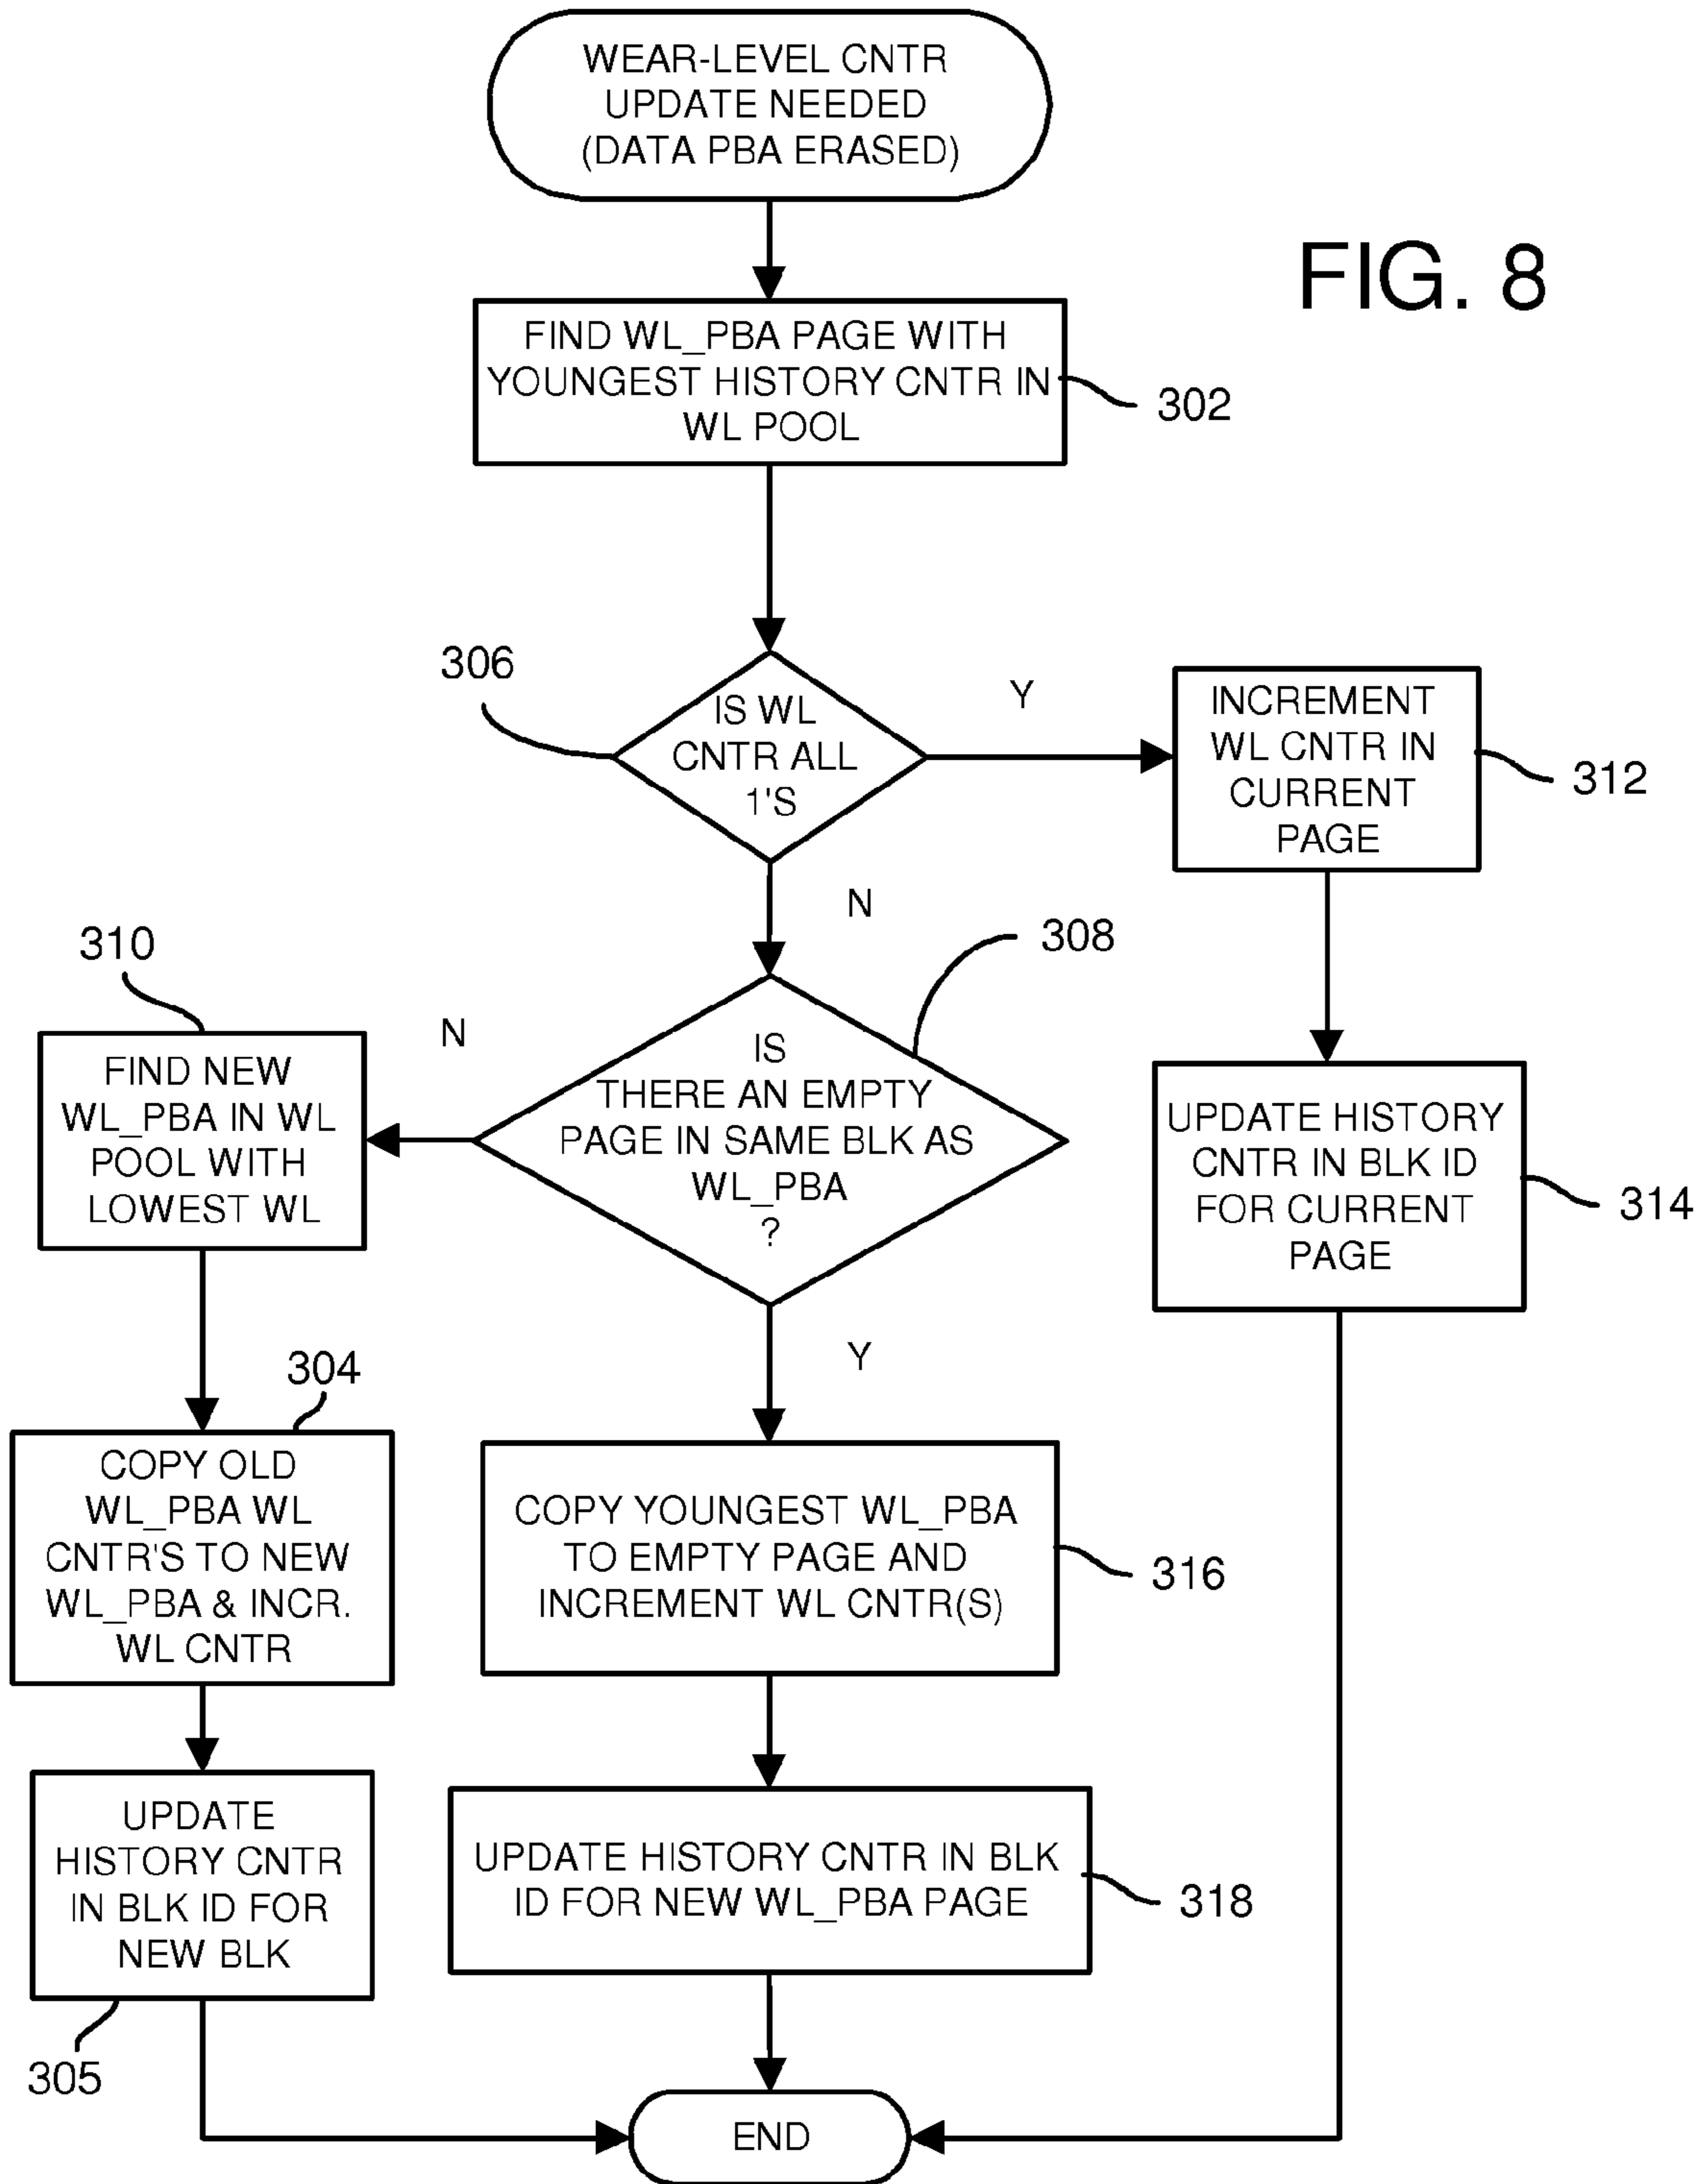 WEAR-LEVEL CNTR
UPDATE NEEDED
(DATA PBA ERASED)
FIG. 8
FIND WL_PBA PAGE WITH
YOUNGEST HISTORY CNTR IN
WL POOL
302
306
IS WL
CNTR ALL
1'S
Y
INCREMENT
WL CNTR IN
CURRENT
PAGE
312
N
310
308
N
FIND NEW
WL_PBA IN WL
POOL WITH
LOWEST WL
IS
THERE AN EMPTY
PAGE IN SAME BLK AS
WL_PBA
?
UPDATE HISTORY
CNTR IN BLK ID
FOR CURRENT
PAGE
314
Y
304
COPY OLD
WL_PBA WL
CNTR'S TO NEW
WL_PBA & INCR.
WL CNTR
COPY YOUNGEST WL_PBA
TO EMPTY PAGE AND
INCREMENT WL CNTR(S)
316
UPDATE
HISTORY CNTR
IN BLK ID FOR
NEW BLK
305
UPDATE HISTORY CNTR IN BLK
ID FOR NEW WL_PBA PAGE
318
END